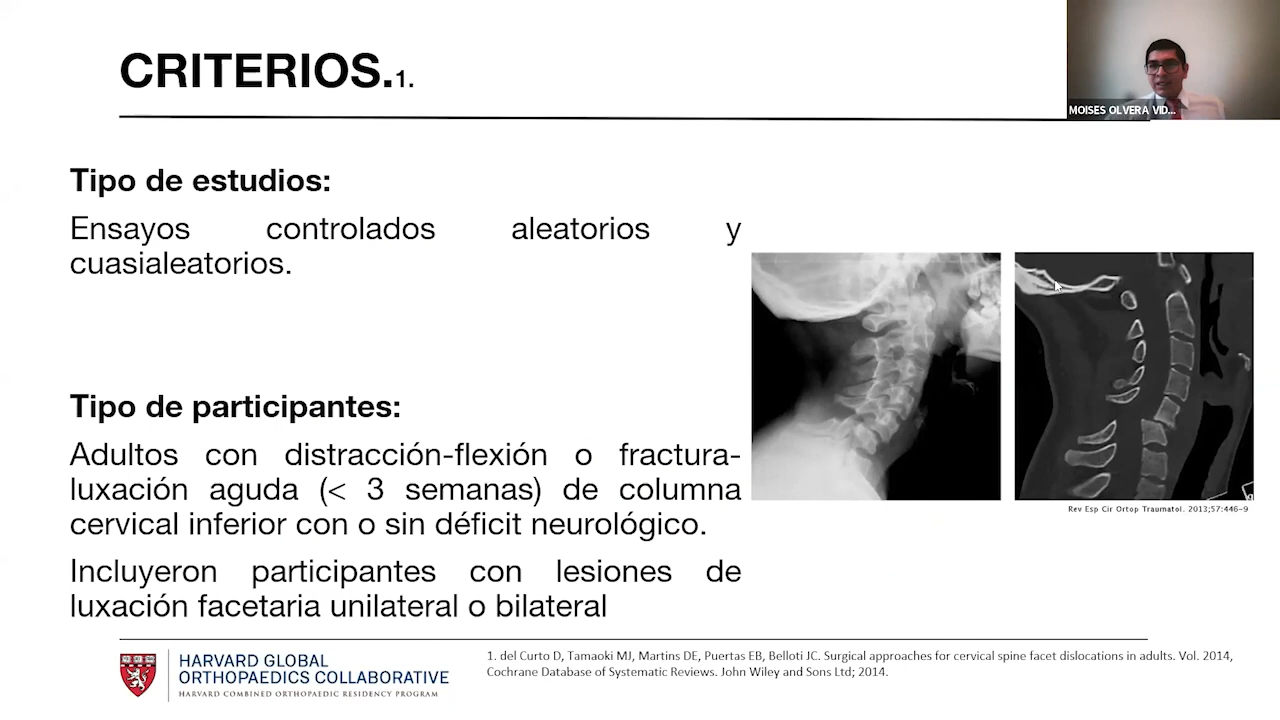 CRITERIOS.1.
MOISES OLVERA VID...
Tipo de estudios:
Ensayos controlados aleatorios y
cuasialeatorios.
Tipo de participantes:
Adultos con distracción-flexión o fractura-
luxación aguda (< 3 semanas) de columna
cervical inferior con o sin déficit neurológico.
Incluyeron participantes con lesiones de
luxación facetaria unilateral o bilateral
Rev Esp Cir Ortop Traumatol. 2013;57:446-9
HARVARD GLOBAL
ORTHOPAEDICS COLLABORATIVE
HARVARD COMBINED ORTHOPAEDIC RESIDENCY PROGRAM
1. del Curto D, Tamaoki MJ, Martins DE, Puertas EB, Belloti JC. Surgical approaches for cervical spine facet dislocations in adults. Vol. 2014,
Cochrane Database of Systematic Reviews. John Wiley and Sons Ltd; 2014.